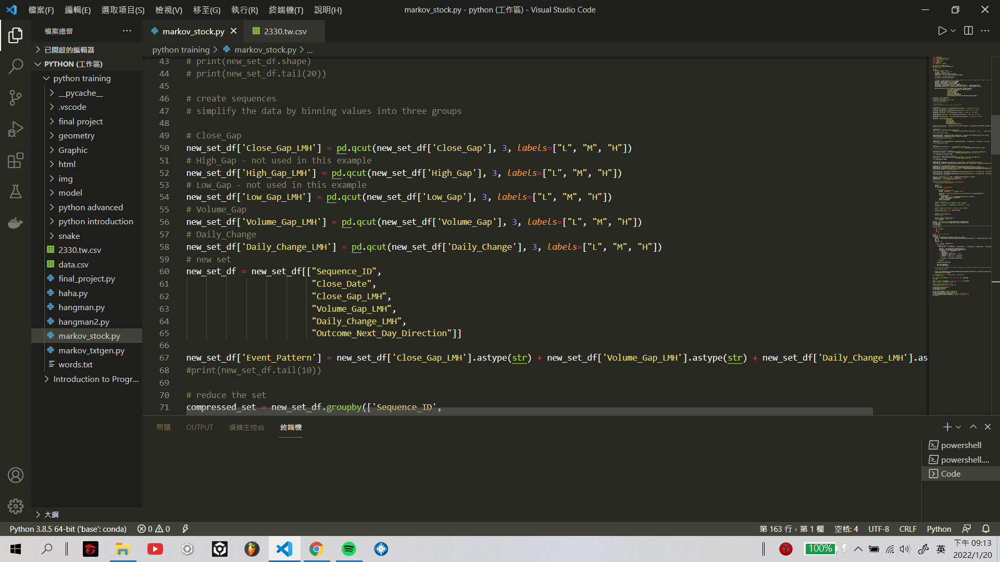 檔案(F) 編輯(E) 選取項目(S) 檢視(V) 移至(G) 執行(R) 終端機(T) 說明(H) markov_stock.py - python (工作區) - Visual Studio Code
檔案總管
markov_stock.py 2330.tw.csv
已開啟的編輯器
python training > markov_stock.py > ...
PYTHON (工作區)
python training
__pycache__
.vscode
final project
geometry
Graphic
html
img
model
python advanced
python introduction
snake
2330.tw.csv
data.csv
final_project.py
haha.py
hangman.py
hangman2.py
markov_stock.py
markov_txtgen.py
words.txt
Introduction to Progr...
大綱
43 # print(new_set_df.shape)
44 # print(new_set_df.tail(20))
45
46 # create sequences
47 # simplify the data by binning values into three groups
48
49 # Close_Gap
50 new_set_df['Close_Gap_LMH'] = pd.qcut(new_set_df['Close_Gap'], 3, labels=["L", "M", "H"])
51 # High_Gap - not used in this example
52 new_set_df['High_Gap_LMH'] = pd.qcut(new_set_df['High_Gap'], 3, labels=["L", "M", "H"])
53 # Low_Gap - not used in this example
54 new_set_df['Low_Gap_LMH'] = pd.qcut(new_set_df['Low_Gap'], 3, labels=["L", "M", "H"])
55 # Volume_Gap
56 new_set_df['Volume_Gap_LMH'] = pd.qcut(new_set_df['Volume_Gap'], 3, labels=["L", "M", "H"])
57 # Daily_Change
58 new_set_df['Daily_Change_LMH'] = pd.qcut(new_set_df['Daily_Change'], 3, labels=["L", "M", "H"])
59 # new set
60 new_set_df = new_set_df[["Sequence_ID",
61 "Close_Date",
62 "Close_Gap_LMH",
63 "Volume_Gap_LMH",
64 "Daily_Change_LMH",
65 "Outcome_Next_Day_Direction"]]
66
67 new_set_df['Event_Pattern'] = new_set_df['Close_Gap_LMH'].astype(str) + new_set_df['Volume_Gap_LMH'].astype(str) + new_set_df['Daily_Change_LMH'].as
68 #print(new_set_df.tail(10))
69
70 # reduce the set
71 compressed_set = new_set_df.groupby(['Sequence_ID',
問題 OUTPUT 偵錯主控台 終端機
powershell
powershell....
Code
Python 3.8.5 64-bit ('base': conda) 0 0 第 163 行，第 1 欄 空格: 4 UTF-8 CRLF Python
100% 英 下午 09:13
2022/1/20